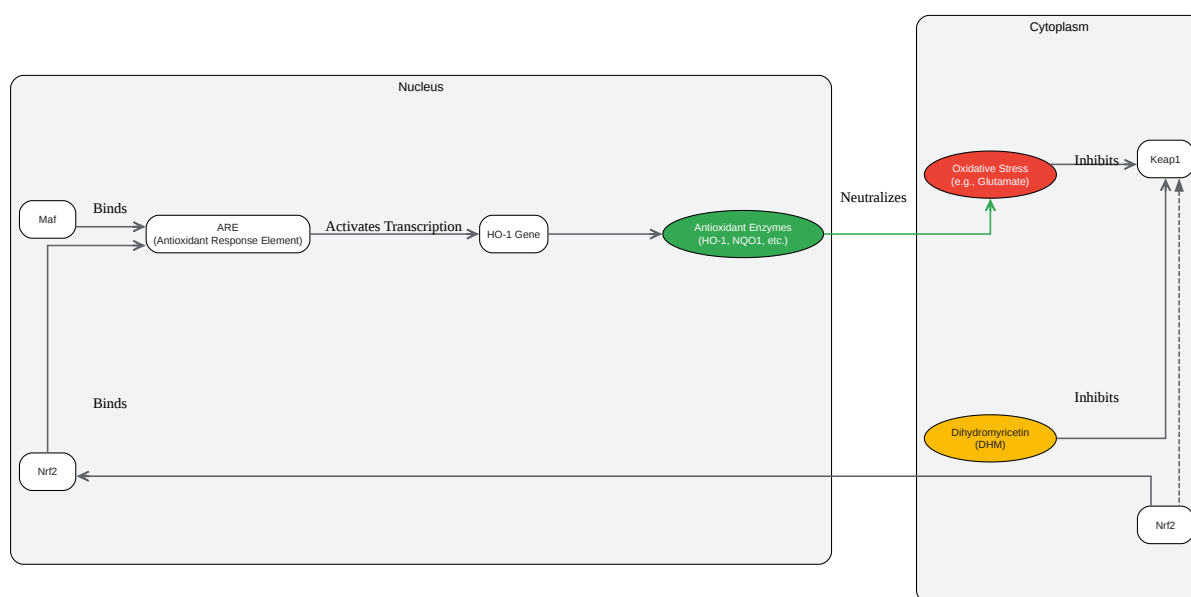 Cytoplasm
Nucleus
Oxidative Stress
(e.g., Glutamate)
Inhibits
Keap1
Neutralizes
Maf
Binds
ARE
(Antioxidant Response Element)
Activates Transcription
HO-1 Gene
Antioxidant Enzymes
(HO-1, NQO1, etc.)
Binds
Inhibits
Dihydromyricetin
(DHM)
Nrf2
Nrf2